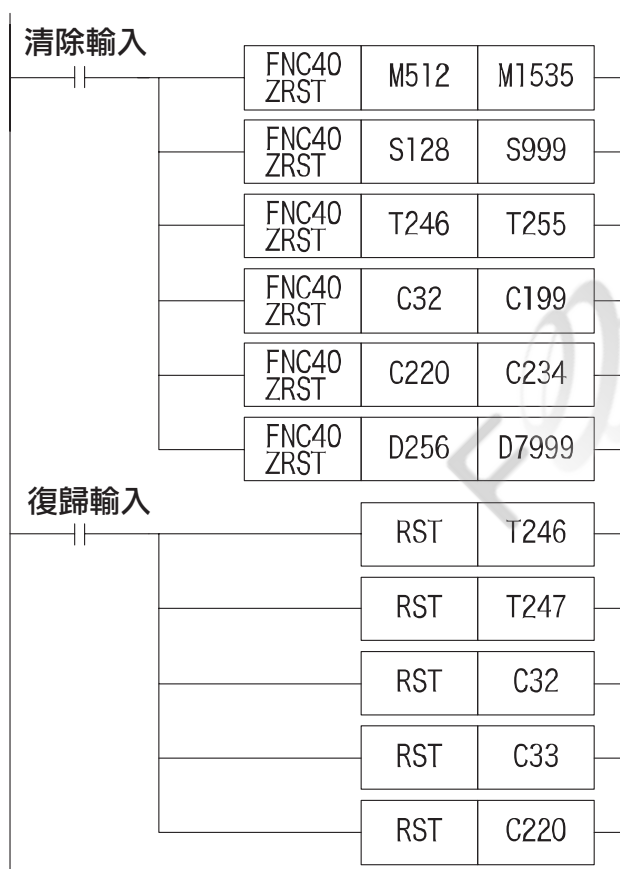 清除輸入
FNC40 ZRST M512 M1535
FNC40 ZRST S128 S999
FNC40 ZRST T246 T255
FNC40 ZRST C32 C199
FNC40 ZRST C220 C234
FNC40 ZRST D256 D7999
復歸輸入
RST T246
RST T247
RST C32
RST C33
RST C220